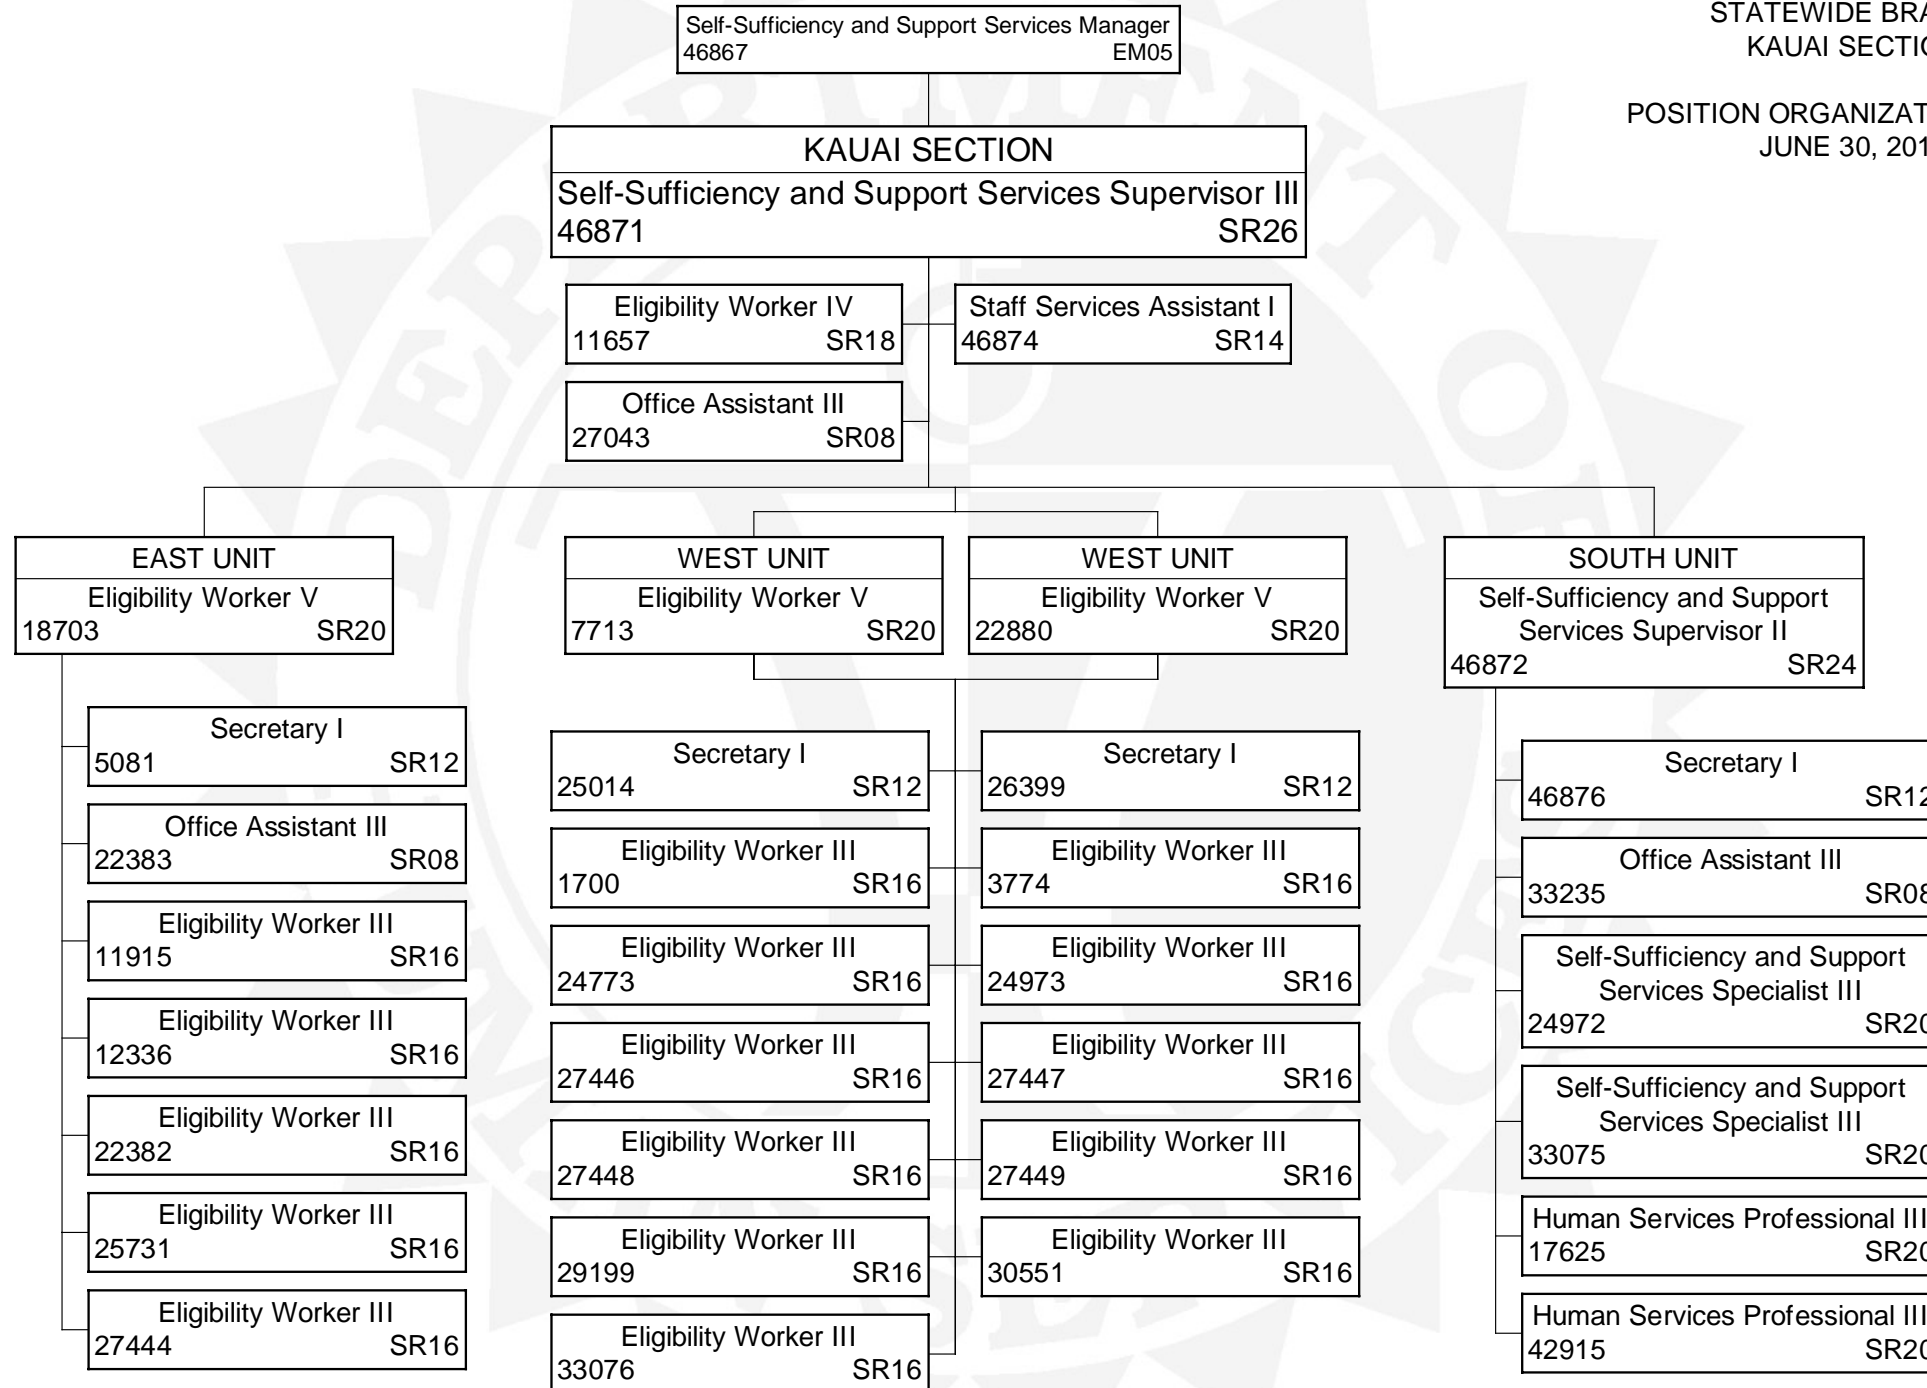 STATEWIDE
KAUAI
POSITION
JUNE 30,
Self-Sufficiency and Support Services Manager
46867 EM05
KAUAI SECTION
Self-Sufficiency and Support Services Supervisor III
46871 SR26
Eligibility Worker IV
11657 SR18
Staff Services Assistant I
46874 SR14
Office Assistant III
27043 SR08
EAST UNIT
Eligibility Worker V
18703 SR20
WEST UNIT
Eligibility Worker V
7713 SR20
WEST UNIT
Eligibility Worker V
22880 SR20
SOUTH UNIT
Self-Sufficiency and Support
Services Supervisor II
46872 SR24
Secretary I
5081 SR12
Office Assistant III
22383 SR08
Eligibility Worker III
11915 SR16
Eligibility Worker III
12336 SR16
Eligibility Worker III
22382 SR16
Eligibility Worker III
25731 SR16
Eligibility Worker III
27444 SR16
Secretary I
25014 SR12
Secretary I
26399 SR12
Eligibility Worker III
1700 SR16
Eligibility Worker III
3774 SR16
Eligibility Worker III
24773 SR16
Eligibility Worker III
24973 SR16
Eligibility Worker III
27446 SR16
Eligibility Worker III
27447 SR16
Eligibility Worker III
27448 SR16
Eligibility Worker III
27449 SR16
Eligibility Worker III
29199 SR16
Eligibility Worker III
30551 SR16
Eligibility Worker III
33076 SR16
Secretary I
46876 SR12
Office Assistant III
33235 SR08
Self-Sufficiency and Support
Services Specialist III
24972 SR20
Self-Sufficiency and Support
Services Specialist III
33075 SR20
Human Services Professional III
17625 SR20
Human Services Professional III
42915 SR20
DEPARTMENT OF